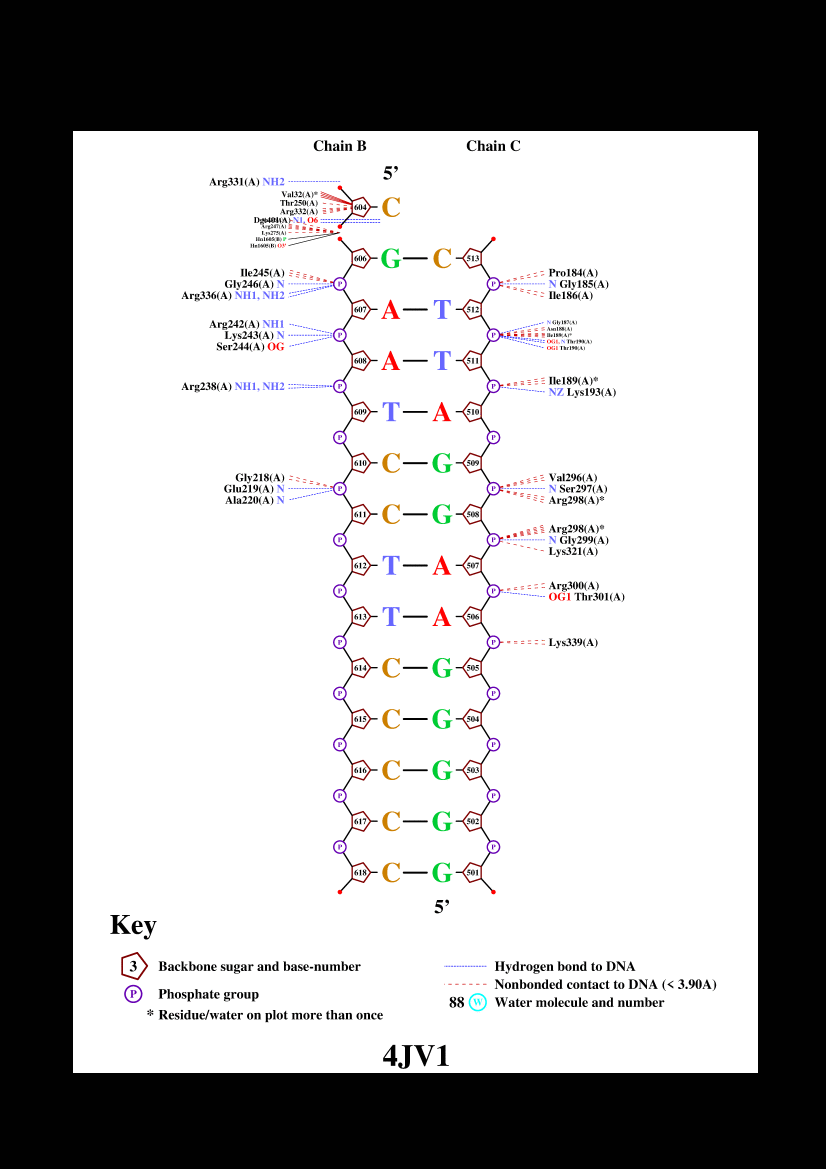 Chain B Chain C
5’
Arg331(A) NH2
Val32(A)*
Thr250(A)
Arg332(A)
604 C
N1, O6
Arg247(A)
Lys275(A)
Hn1605(B) P
Hn1605(B) O3'
606 G C 513
Ile245(A)
Gly246(A) N
Arg336(A) NH1, NH2
P P
Pro184(A)
N Gly185(A)
Ile186(A)
607 A T 512
Arg242(A) NH1
Lys243(A) N
Ser244(A) OG
P P
N Gly187(A)
Asn188(A)
Ile189(A)*
OG1, N Thr190(A)
OG1 Thr190(A)
608 A T 511
Arg238(A) NH1, NH2
P P
Ile189(A)*
NZ Lys193(A)
609 T A 510
P P
610 C G 509
Gly218(A)
Glu219(A) N
Ala220(A) N
P P
Val296(A)
N Ser297(A)
Arg298(A)*
611 C G 508
P P
Arg298(A)*
N Gly299(A)
Lys321(A)
612 T A 507
P P
Arg300(A)
OG1 Thr301(A)
613 T A 506
P P
Lys339(A)
614 C G 505
P P
615 C G 504
P P
616 C G 503
P P
617 C G 502
P P
618 C G 501
5’
Key
3 Backbone sugar and base-number
P Phosphate group
* Residue/water on plot more than once
Hydrogen bond to DNA
Nonbonded contact to DNA (< 3.90A)
88 W Water molecule and number
4JV1